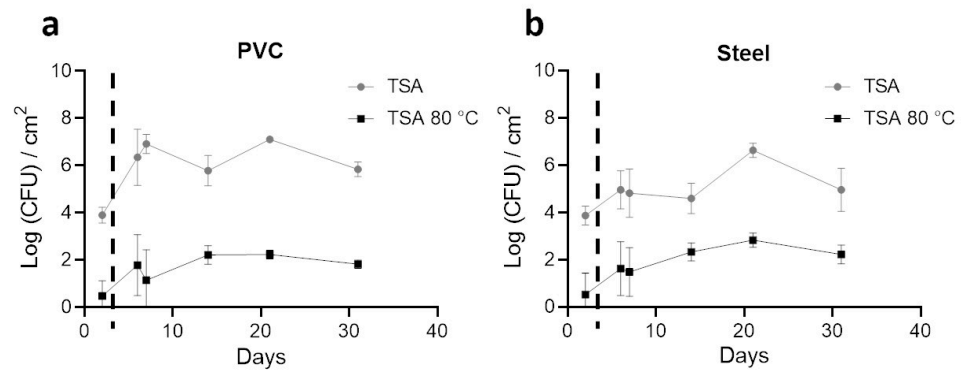 a
PVC
TSA
TSA 80 °C
Log (CFU) / cm²
10
8
6
4
2
0
0 10 20 30 40
Days
b
Steel
TSA
TSA 80 °C
Log (CFU) / cm²
10
8
6
4
2
0
0 10 20 30 40
Days